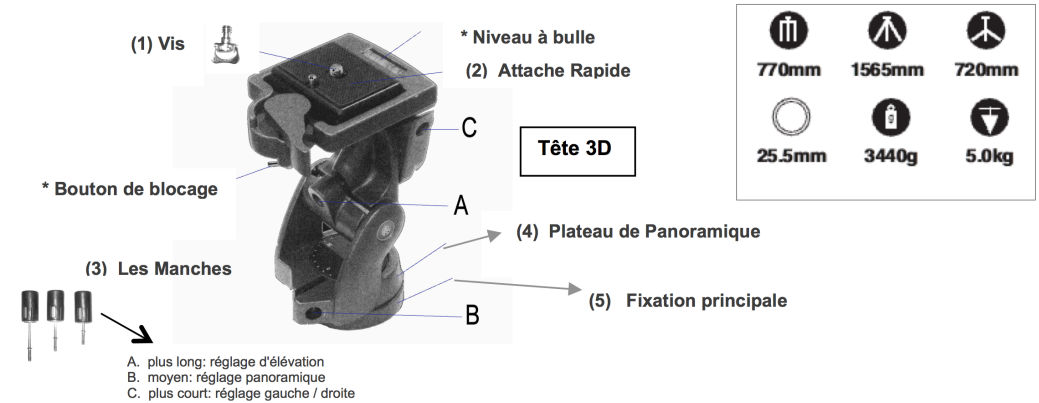 (1) Vis
* Niveau à bulle
(2) Attache Rapide
C
Tête 3D
* Bouton de blocage
A
(4) Plateau de Panoramique
(3) Les Manches
(5) Fixation principale
B
A. plus long: réglage d'élévation
B. moyen: réglage panoramique
C. plus court: réglage gauche / droite
770mm 1565mm 720mm
g
25.5mm 3440g 5.0kg